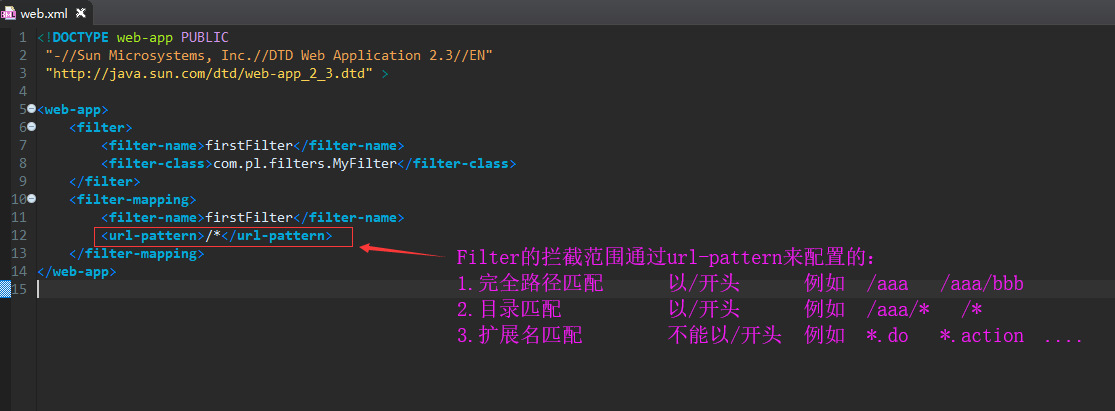 web.xml
1 <!DOCTYPE web-app PUBLIC
2 "-//Sun Microsystems, Inc.//DTD Web Application 2.3//EN"
3 "http://java.sun.com/dtd/web-app_2_3.dtd" >
4
5 <web-app>
6 <filter>
7 <filter-name>firstFilter</filter-name>
8 <filter-class>com.pl.filters.MyFilter</filter-class>
9 </filter>
10 <filter-mapping>
11 <filter-name>firstFilter</filter-name>
12 <url-pattern>/*</url-pattern>
13 </filter-mapping>
14 </web-app>
15
Filter的拦截范围通过url-pattern来配置的:
1.完全路径匹配 以/开头 例如 /aaa /aaa/bbb
2.目录匹配 以/开头 例如 /aaa/* /*
3.扩展名匹配 不能以/开头 例如 *.do *.action ....